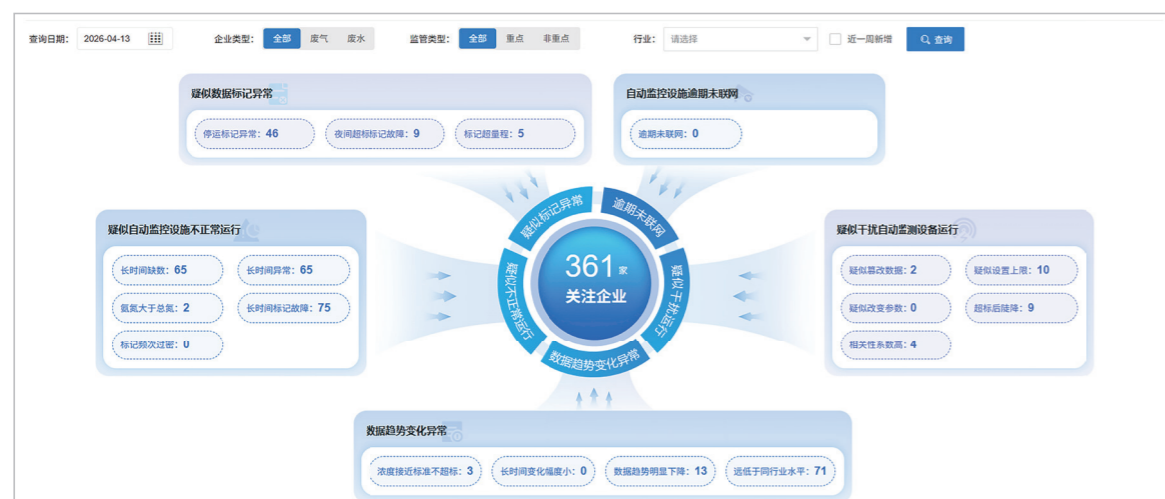 查询日期： 2026-04-13 企业类型： 全部 废气 废水 监管类型： 全部 重点 非重点 行业： 请选择 近一周新增 查询
疑似数据标记异常
停运标记异常：46 夜间超标标记故障：9 标记超量程：5
自动监控设施逾期未联网
逾期未联网：0
疑似自动监控设施不正常运行
长时间缺数：65 长时间异常：65
氨氮大于总氮：2 长时间标记故障：75
标记频次过密：0
疑似标记异常
逾期未联网
疑似不正常运行
疑似干扰运行
数据趋势变化异常
361 家
关注企业
疑似干扰自动监测设备运行
疑似篡改数据：2 疑似设置上限：10
疑似改变参数：0 超标后陡降：9
相关性系数高：4
数据趋势变化异常
浓度接近标准不超标：3 长时间变化幅度小：0 数据趋势明显下降：13 远低于同行业水平：71